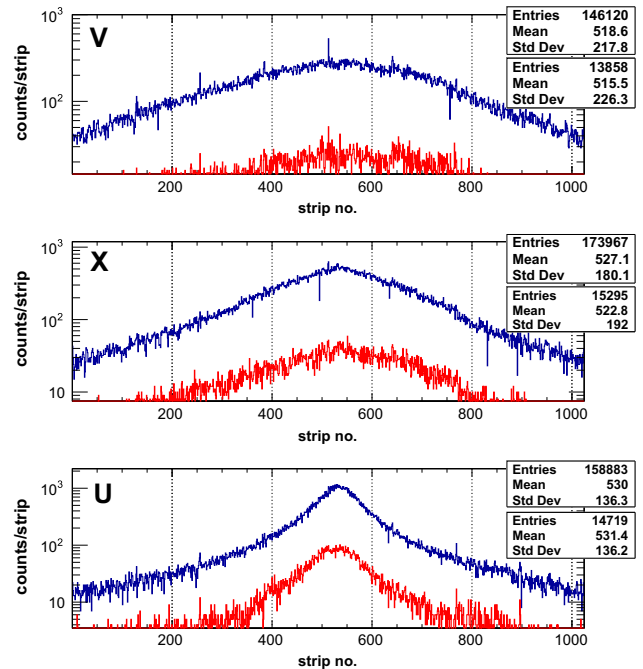 V
Entries 146120
Mean 518.6
Std Dev 217.8
Entries 13858
Mean 515.5
Std Dev 226.3
counts/strip
10³
10²
200 400 600 800 1000
strip no.
X
Entries 173967
Mean 527.1
Std Dev 180.1
Entries 15295
Mean 522.8
Std Dev 192
counts/strip
10³
10²
10
200 400 600 800 1000
strip no.
U
Entries 158883
Mean 530
Std Dev 136.3
Entries 14719
Mean 531.4
Std Dev 136.2
counts/strip
10³
10²
10
200 400 600 800 1000
strip no.